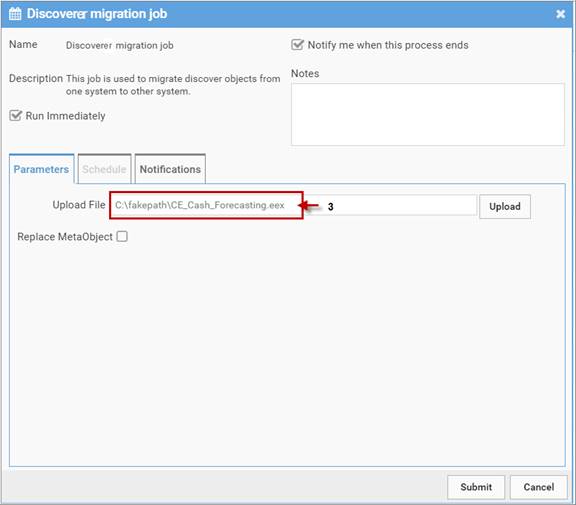 Discoverer migration job
Name Discoverer migration job
Notify me when this process ends
Description This job is used to migrate discover objects from
one system to other system.
Notes
Run Immediately
Parameters Schedule Notifications
Upload File C:\fakepath\CE_Cash_Forecasting.eex 3 Upload
Replace MetaObject
Submit Cancel